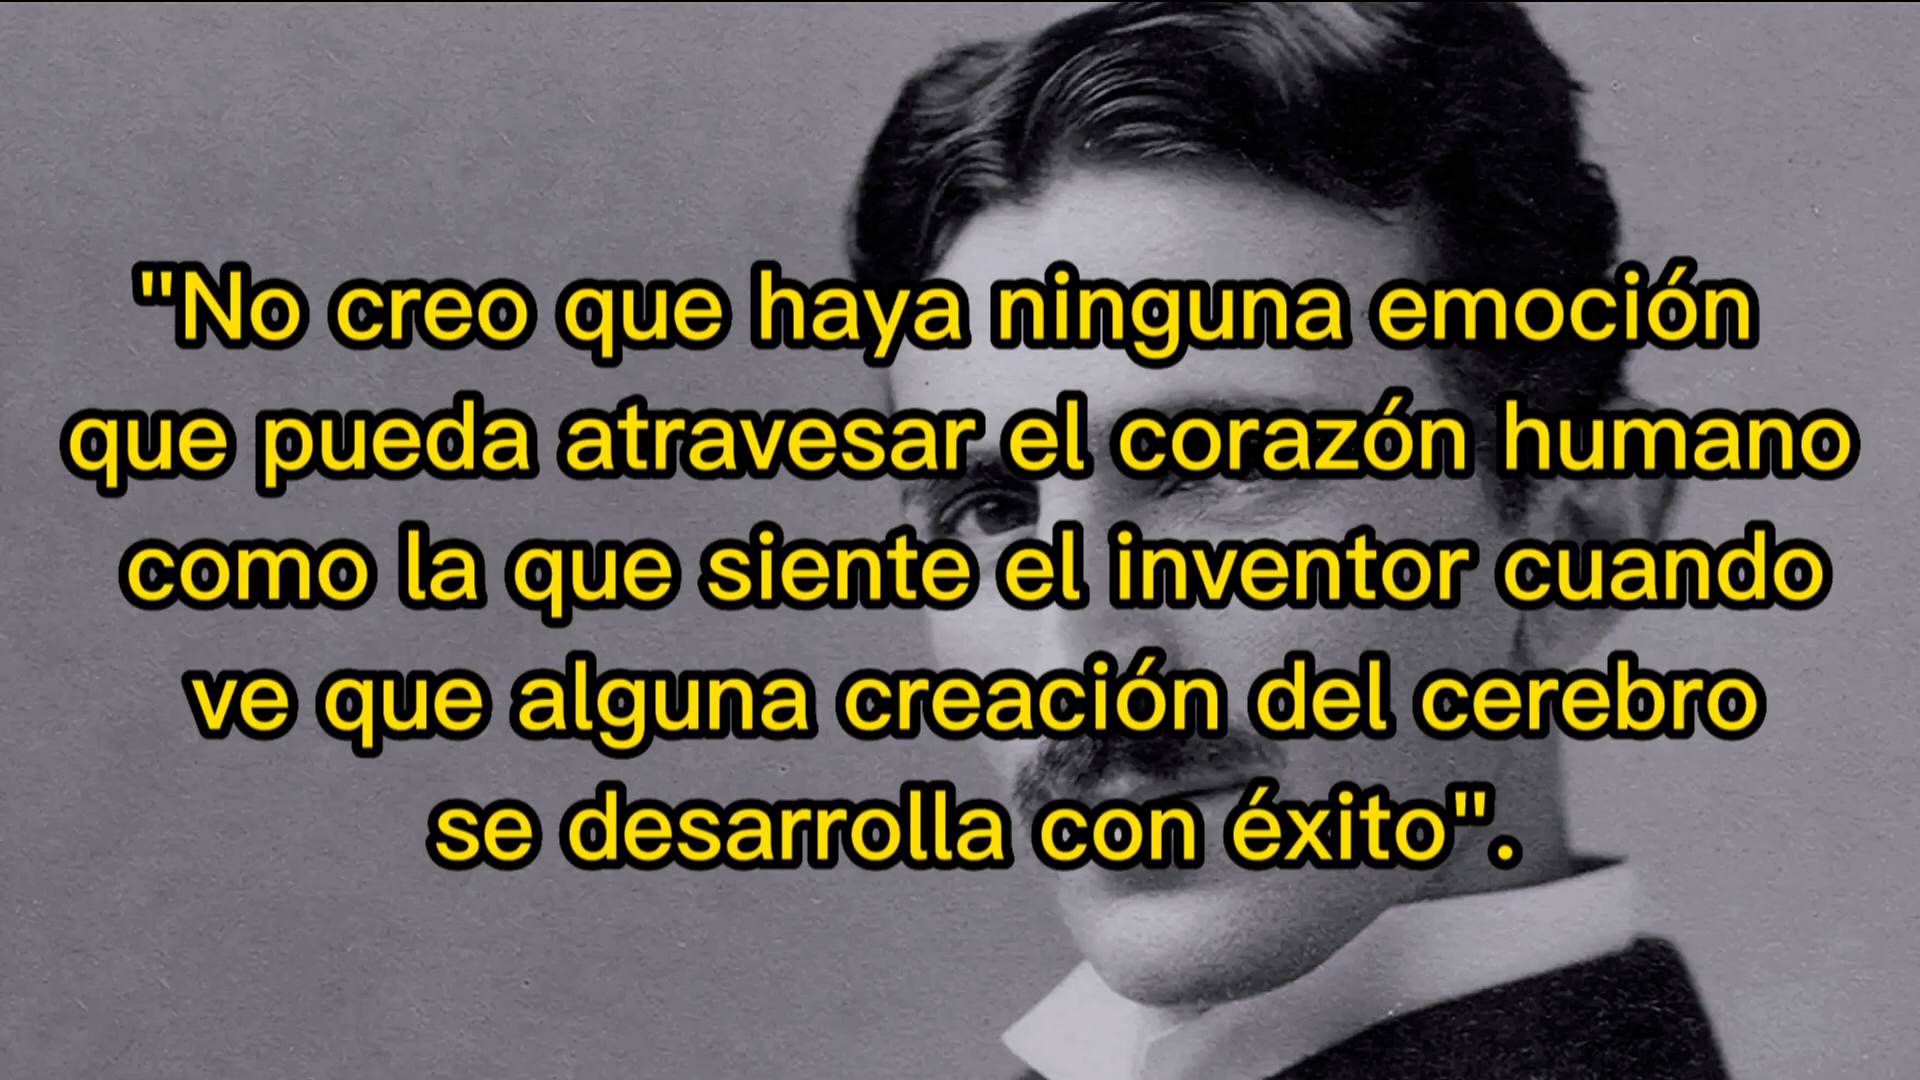 "No creo que haya ninguna emoción
que pueda atravesar el corazón humano
como la que siente el inventor cuando
ve que alguna creación del cerebro
se desarrolla con éxito".